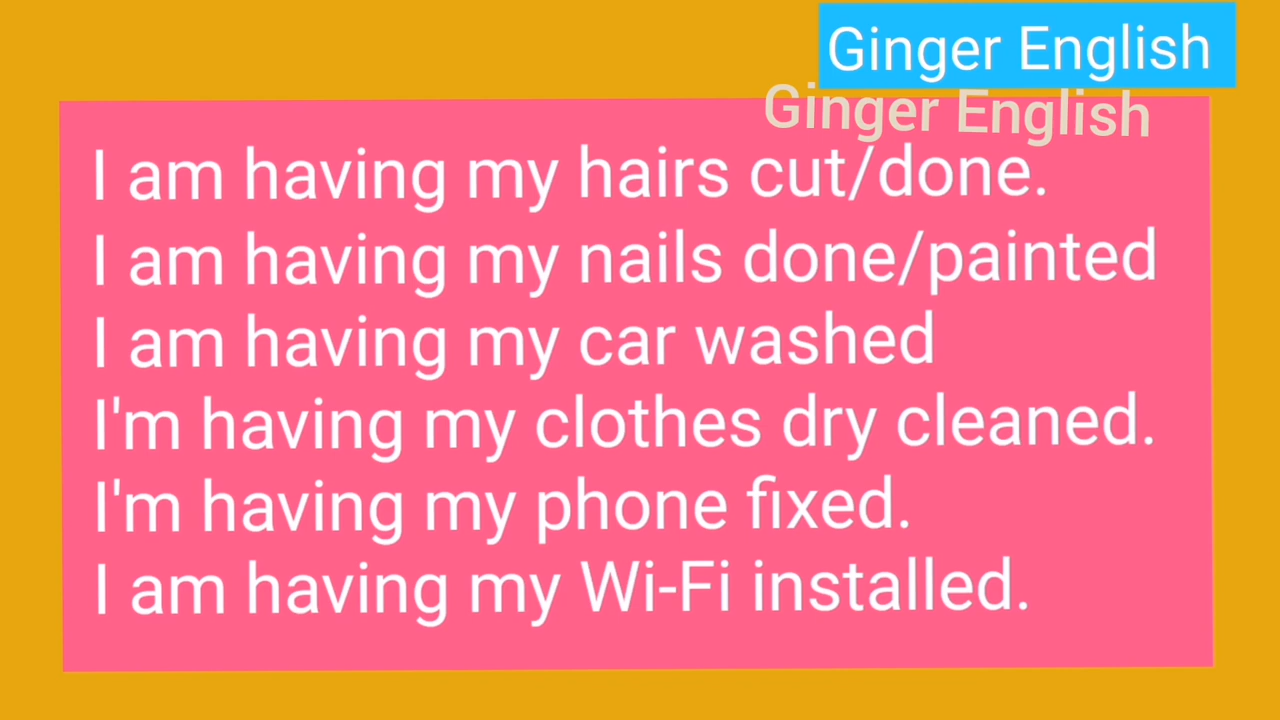 Ginger English
Ginger English
I am having my hairs cut/done.
I am having my nails done/painted
I am having my car washed
I'm having my clothes dry cleaned.
I'm having my phone fixed.
I am having my Wi-Fi installed.